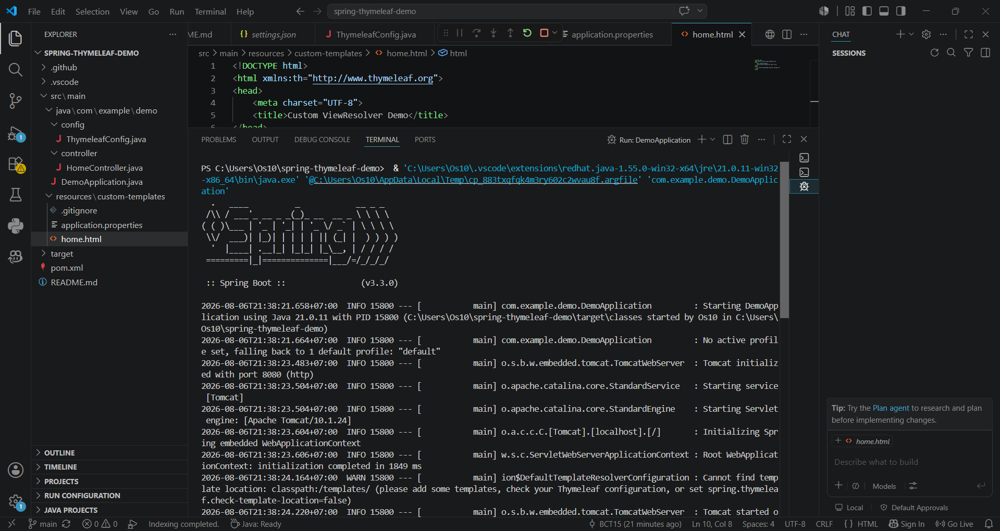 File Edit Selection View Go Run Terminal Help
spring-thymeleaf-demo
EXPLORER
SPRING-THYMELEAF-DEMO
.github
.vscode
src\main
java\com\example\demo
config
ThymeleafConfig.java
controller
HomeController.java
DemoApplication.java
resources\custom-templates
.gitignore
application.properties
home.html
target
pom.xml
README.md
OUTLINE
TIMELINE
PROJECTS
RUN CONFIGURATION
JAVA PROJECTS
ME.md
settings.json
ThymeleafConfig.java
application.properties
home.html
src > main > resources > custom-templates > home.html > html
1 <!DOCTYPE html>
2 <html xmlns:th="http://www.thymeleaf.org">
3 <head>
4 <meta charset="UTF-8">
5 <title>Custom ViewResolver Demo</title>
6 </head>
PROBLEMS OUTPUT DEBUG CONSOLE TERMINAL PORTS
Run: DemoApplication
PS C:\Users\Os10\spring-thymeleaf-demo> & 'C:\Users\Os10\.vscode\extensions\redhat.java-1.55.0-win32-x64\jre\21.0.11-win32
-x86_64\bin\java.exe' '@C:\Users\Os10\AppData\Local\Temp\cp_883txqfqk4m3ry602c2wvau8f.argfile' 'com.example.demo.DemoApplic
ation'
  .   ____          _            __ _ _
 /\\ / ___'_ __ _ _(_)_ __  __ _ \ \ \ \
( ( )\___ | '_ | '_| | '_ \/ _` | \ \ \ \
 \\/  ___)| |_)| | | | | || (_| |  ) ) ) )
  '  |____| .__|_| |_|_| |_\__, | / / / /
 =========|_|==============|___/=/_/_/_/
:: Spring Boot :: (v3.3.0)
2026-08-06T21:38:21.658+07:00 INFO 15800 --- [ main] com.example.demo.DemoApplication : Starting DemoApp
lication using Java 21.0.11 with PID 15800 (C:\Users\Os10\spring-thymeleaf-demo\target\classes started by Os10 in C:\Users\
Os10\spring-thymeleaf-demo)
2026-08-06T21:38:21.664+07:00 INFO 15800 --- [ main] com.example.demo.DemoApplication : No active profil
e set, falling back to 1 default profile: "default"
2026-08-06T21:38:23.483+07:00 INFO 15800 --- [ main] o.s.b.w.embedded.tomcat.TomcatWebServer : Tomcat initializ
ed with port 8080 (http)
2026-08-06T21:38:23.504+07:00 INFO 15800 --- [ main] o.apache.catalina.core.StandardService : Starting service
[Tomcat]
2026-08-06T21:38:23.504+07:00 INFO 15800 --- [ main] o.apache.catalina.core.StandardEngine : Starting Servlet
engine: [Apache Tomcat/10.1.24]
2026-08-06T21:38:23.604+07:00 INFO 15800 --- [ main] o.a.c.c.C.[Tomcat].[localhost].[/] : Initializing Spr
ing embedded WebApplicationContext
2026-08-06T21:38:23.606+07:00 INFO 15800 --- [ main] w.s.c.ServletWebServerApplicationContext : Root WebApplicat
ionContext: initialization completed in 1849 ms
2026-08-06T21:38:24.164+07:00 WARN 15800 --- [ main] ion$DefaultTemplateResolverConfiguration : Cannot find temp
late location: classpath:/templates/ (please add some templates, check your Thymeleaf configuration, or set spring.thymelea
f.check-template-location=false)
2026-08-06T21:38:24.220+07:00 INFO 15800 --- [ main] o.s.b.w.embedded.tomcat.TomcatWebServer : Tomcat started o
CHAT
SESSIONS
Tip: Try the Plan agent to research and plan
before implementing changes.
home.html
Describe what to build
Models
Local Default Approvals
main 0 0 Indexing completed. Java: Ready BCT15 (21 minutes ago) Ln 10, Col 8 Spaces: 4 UTF-8 CRLF { } HTML Sign In Go Live
1
1